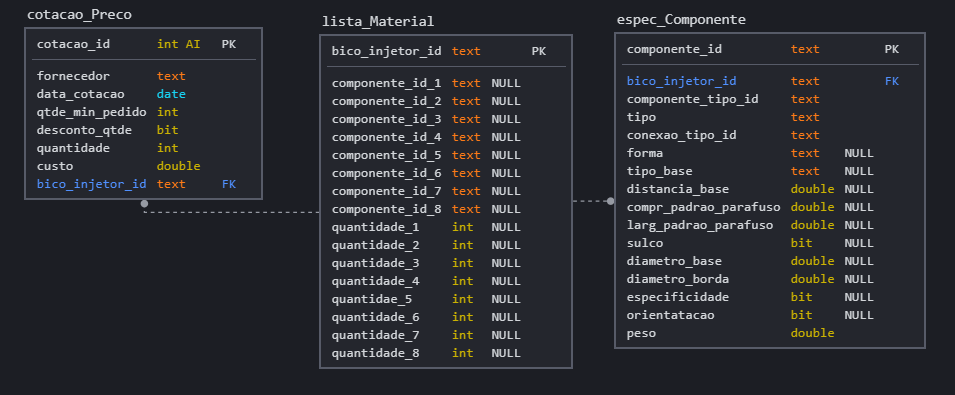 cotacao_Preco
cotacao_id int AI PK
fornecedor text
data_cotacao date
qtde_min_pedido int
desconto_qtde bit
quantidade int
custo double
bico_injetor_id text FK
lista_Material
bico_injetor_id text PK
componente_id_1 text NULL
componente_id_2 text NULL
componente_id_3 text NULL
componente_id_4 text NULL
componente_id_5 text NULL
componente_id_6 text NULL
componente_id_7 text NULL
componente_id_8 text NULL
quantidade_1 int NULL
quantidade_2 int NULL
quantidade_3 int NULL
quantidade_4 int NULL
quantidae_5 int NULL
quantidade_6 int NULL
quantidade_7 int NULL
quantidade_8 int NULL
espec_Componente
componente_id text PK
bico_injetor_id text FK
componente_tipo_id text
tipo text
conexao_tipo_id text
forma text NULL
tipo_base text NULL
distancia_base double NULL
compr_padrao_parafuso double NULL
larg_padrao_parafuso double NULL
sulco bit NULL
diametro_base double NULL
diametro_borda double NULL
especificidade bit NULL
orientatacao bit NULL
peso double